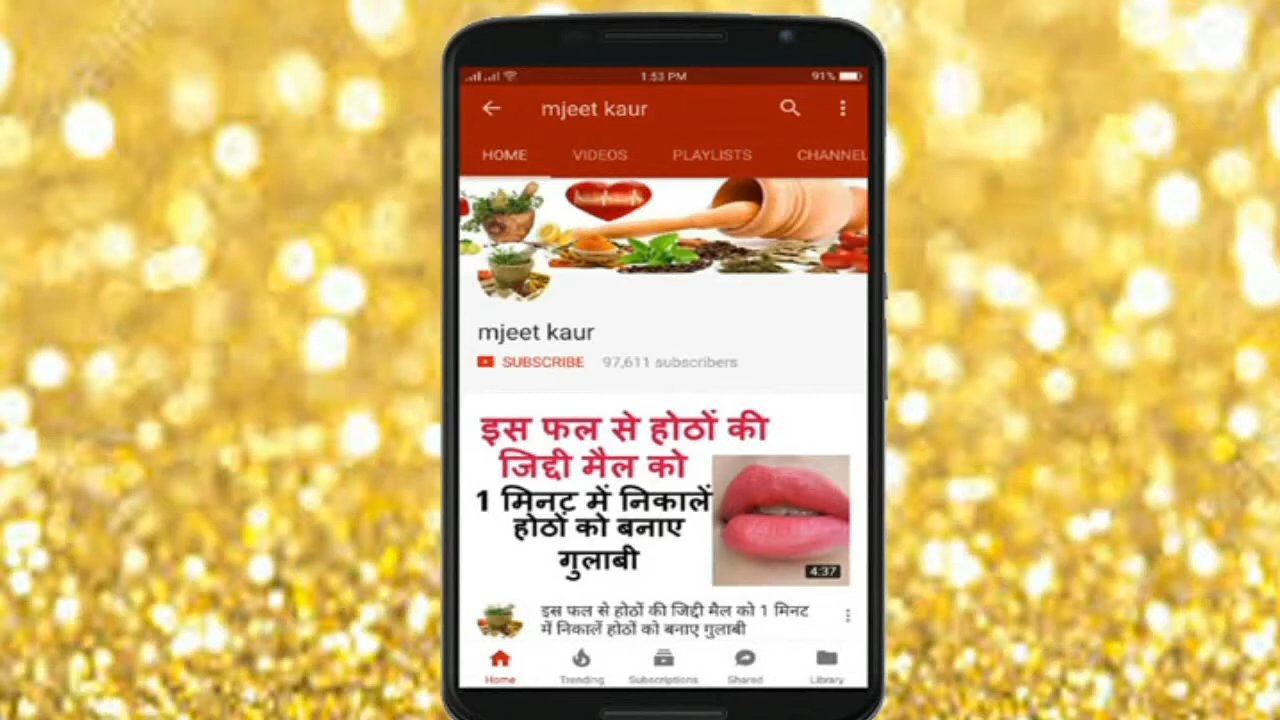 1:53 PM
91%
mjeet kaur
HOME VIDEOS PLAYLISTS CHANNEL
mjeet kaur
SUBSCRIBE 97,611 subscribers
इस फल से होठों की
जिद्दी मैल को
1 मिनट में निकालें
होठों को बनाए
गुलाबी
4:37
इस फल से होठों की जिद्दी मैल को 1 मिनट
में निकालें होठों को बनाए गुलाबी
Home Trending Subscriptions Shared Library